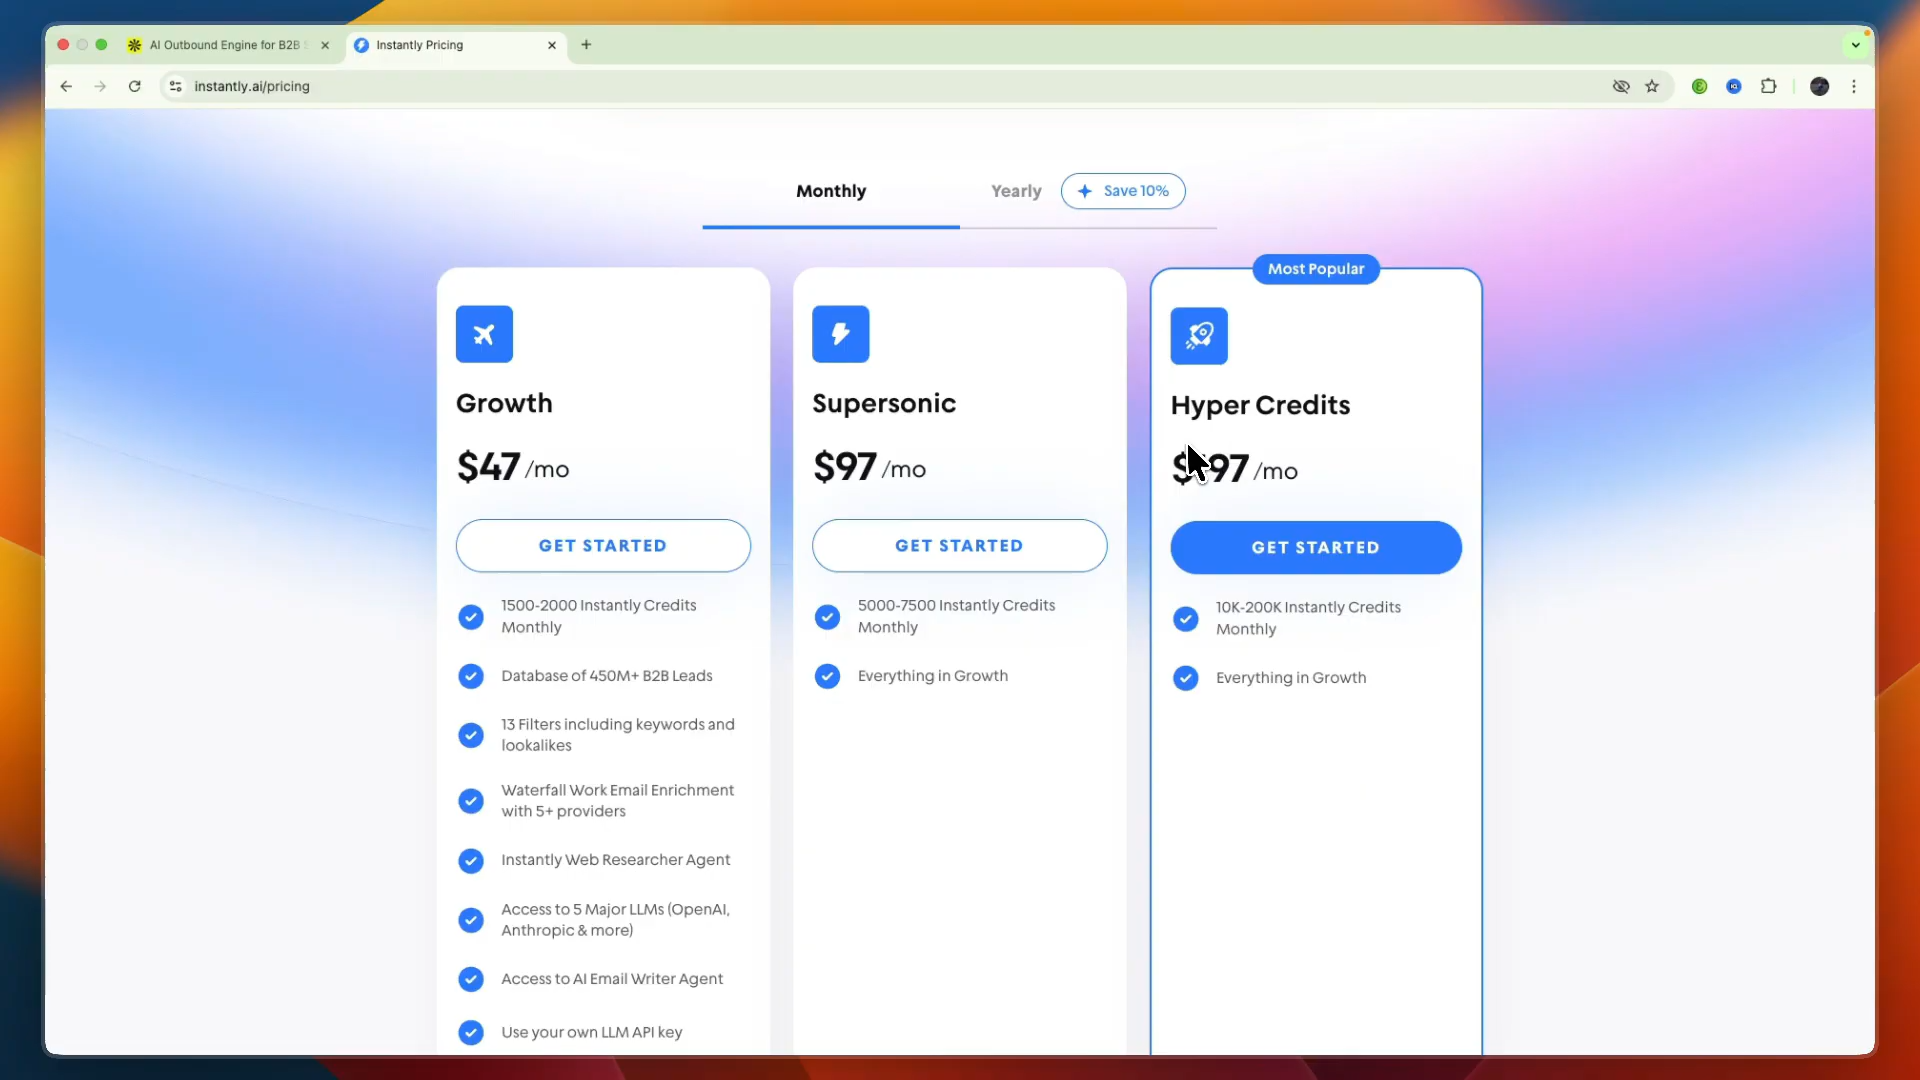 AI Outbound Engine for B2B
Instantly Pricing
instantly.ai/pricing
Monthly
Yearly
Save 10%
Growth
$47 /mo
GET STARTED
1500-2000 Instantly Credits
Monthly
Database of 450M+ B2B Leads
13 Filters including keywords and
lookalikes
Waterfall Work Email Enrichment
with 5+ providers
Instantly Web Researcher Agent
Access to 5 Major LLMs (OpenAI,
Anthropic & more)
Access to AI Email Writer Agent
Use your own LLM API key
Supersonic
$97 /mo
GET STARTED
5000-7500 Instantly Credits
Monthly
Everything in Growth
Most Popular
Hyper Credits
/mo
GET STARTED
10K-200K Instantly Credits
Monthly
Everything in Growth